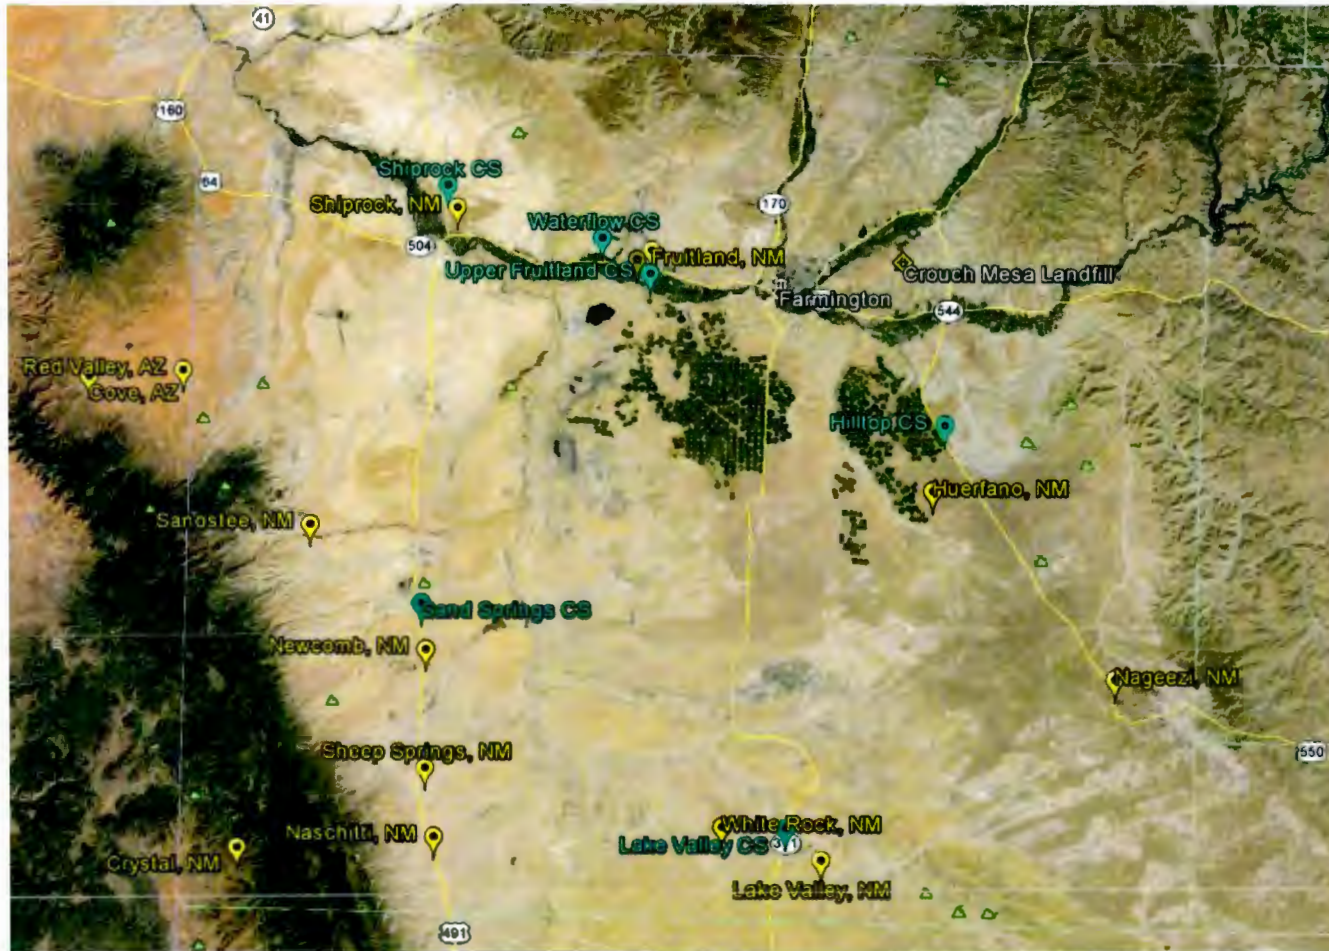 41
160
64
Shiprock CS
Shiprock, NM
504
170
Waterflow CS
Fruitland, NM
Upper Fruitland CS
Crouch Mesa Landfill
Farmington
544
Red Valley, AZ
Cove, AZ
Hilltop CS
Huerfano, NM
Sanostee, NM
Sand Springs CS
Newcomb, NM
Nageezi, NM
Sheep Springs, NM
550
White Rock, NM
Naschitti, NM
Lake Valley CS
Crystal, NM
Lake Valley, NM
491